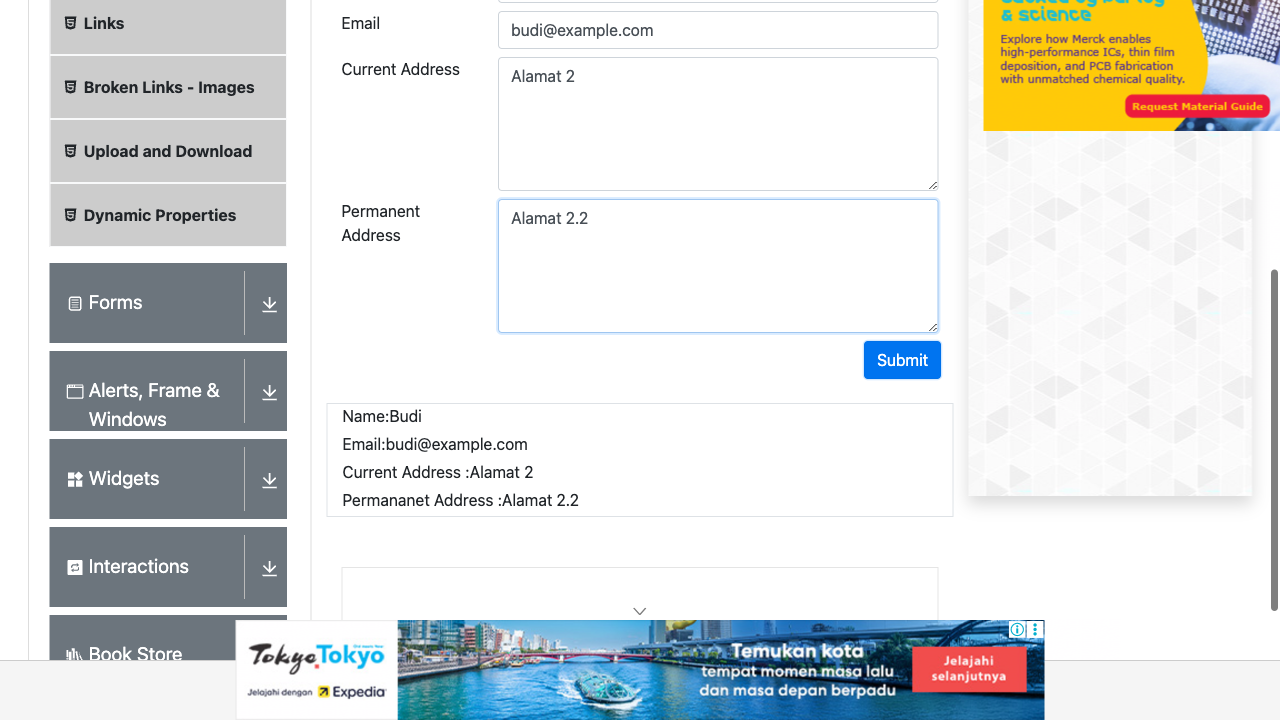 Links
Broken Links - Images
Upload and Download
Dynamic Properties
Forms
Alerts, Frame &
Windows
Widgets
Interactions
Book Store
Email
budi@example.com
Current Address
Alamat 2
Permanent
Address
Alamat 2.2
Submit
Name:Budi
Email:budi@example.com
Current Address :Alamat 2
Permananet Address :Alamat 2.2
& science
Explore how Merck enables
high-performance ICs, thin film
deposition, and PCB fabrication
with unmatched chemical quality.
Request Material Guide
Tokyo Tokyo
Jelajahi dengan Expedia
Temukan kota
tempat momen masa lalu
dan masa depan berpadu
Jelajahi
selanjutnya